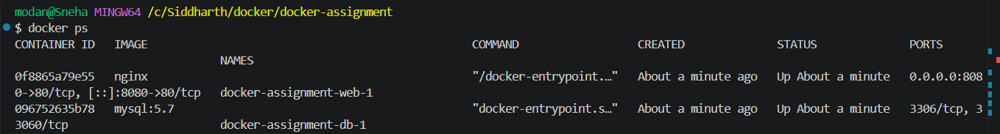 modan@Sneha MINGW64 /c/Siddharth/docker/docker-assignment
$ docker ps
CONTAINER ID   IMAGE                                            COMMAND                  CREATED              STATUS              PORTS
                               NAMES
0f8865a79e55   nginx                                            "/docker-entrypoint.…"   About a minute ago   Up About a minute   0.0.0.0:808
0->80/tcp, [::]:8080->80/tcp   docker-assignment-web-1
096752635b78   mysql:5.7                                        "docker-entrypoint.s…"   About a minute ago   Up About a minute   3306/tcp, 3
3060/tcp                       docker-assignment-db-1